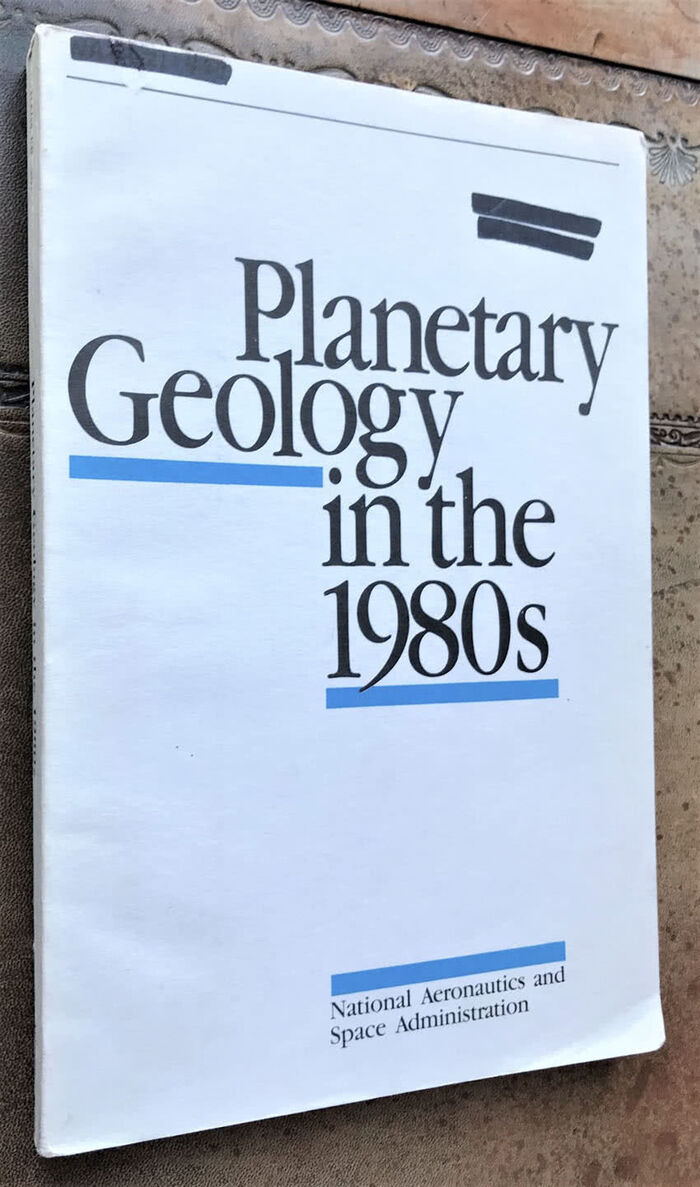 Planetary
Geology
in the
1980s
National Aeronautics and
Space Administration